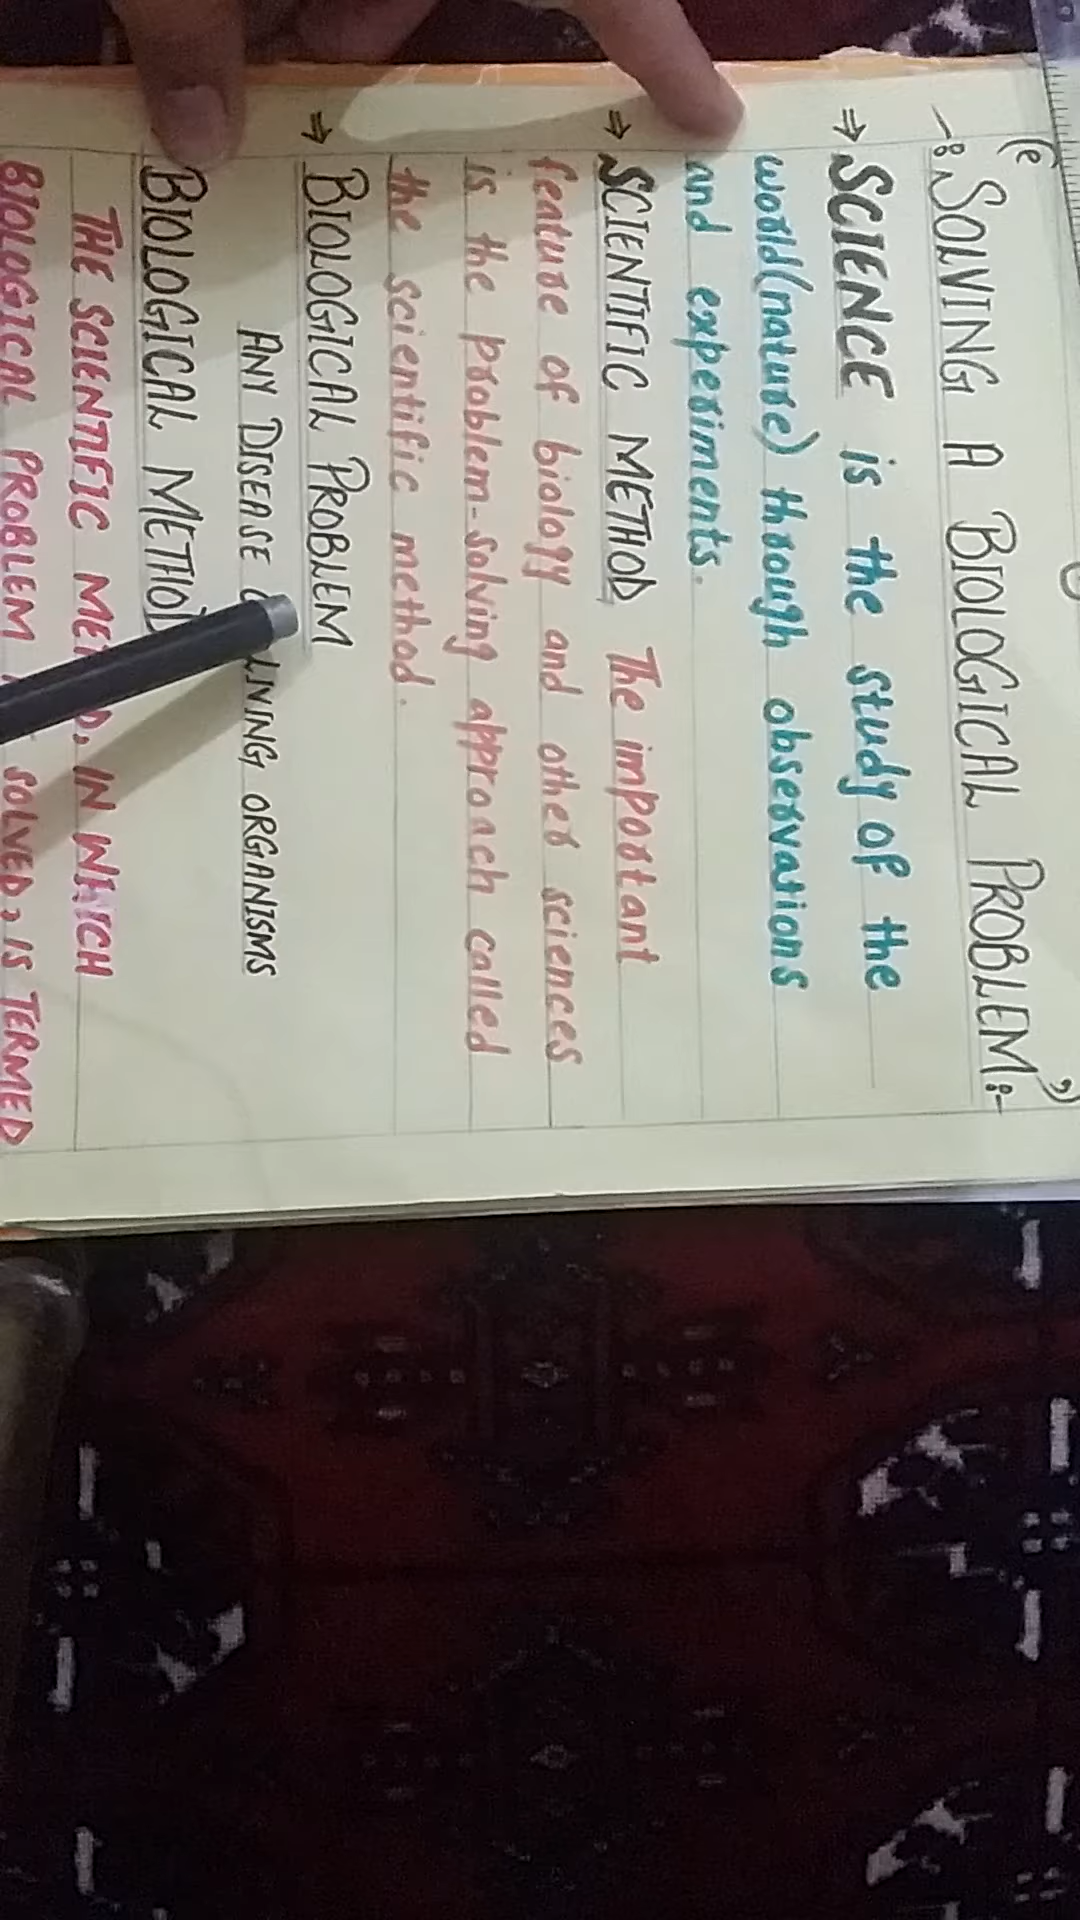 -:SOLVING A BIOLOGICAL PROBLEM:-
⇒ SCIENCE is the study of the
world(nature) though observations
and experiments.
⇒ SCIENTIFIC METHOD The important
feature of biology and other sciences
is the problem-solving approach called
the scientific method.
⇒ BIOLOGICAL PROBLEM
ANY DISEASE LIVING ORGANISMS
BIOLOGICAL METHOD
THE SCIENTIFIC METHOD, IN WHICH
BIOLOGICAL PROBLEM SOLVED, IS TERMED